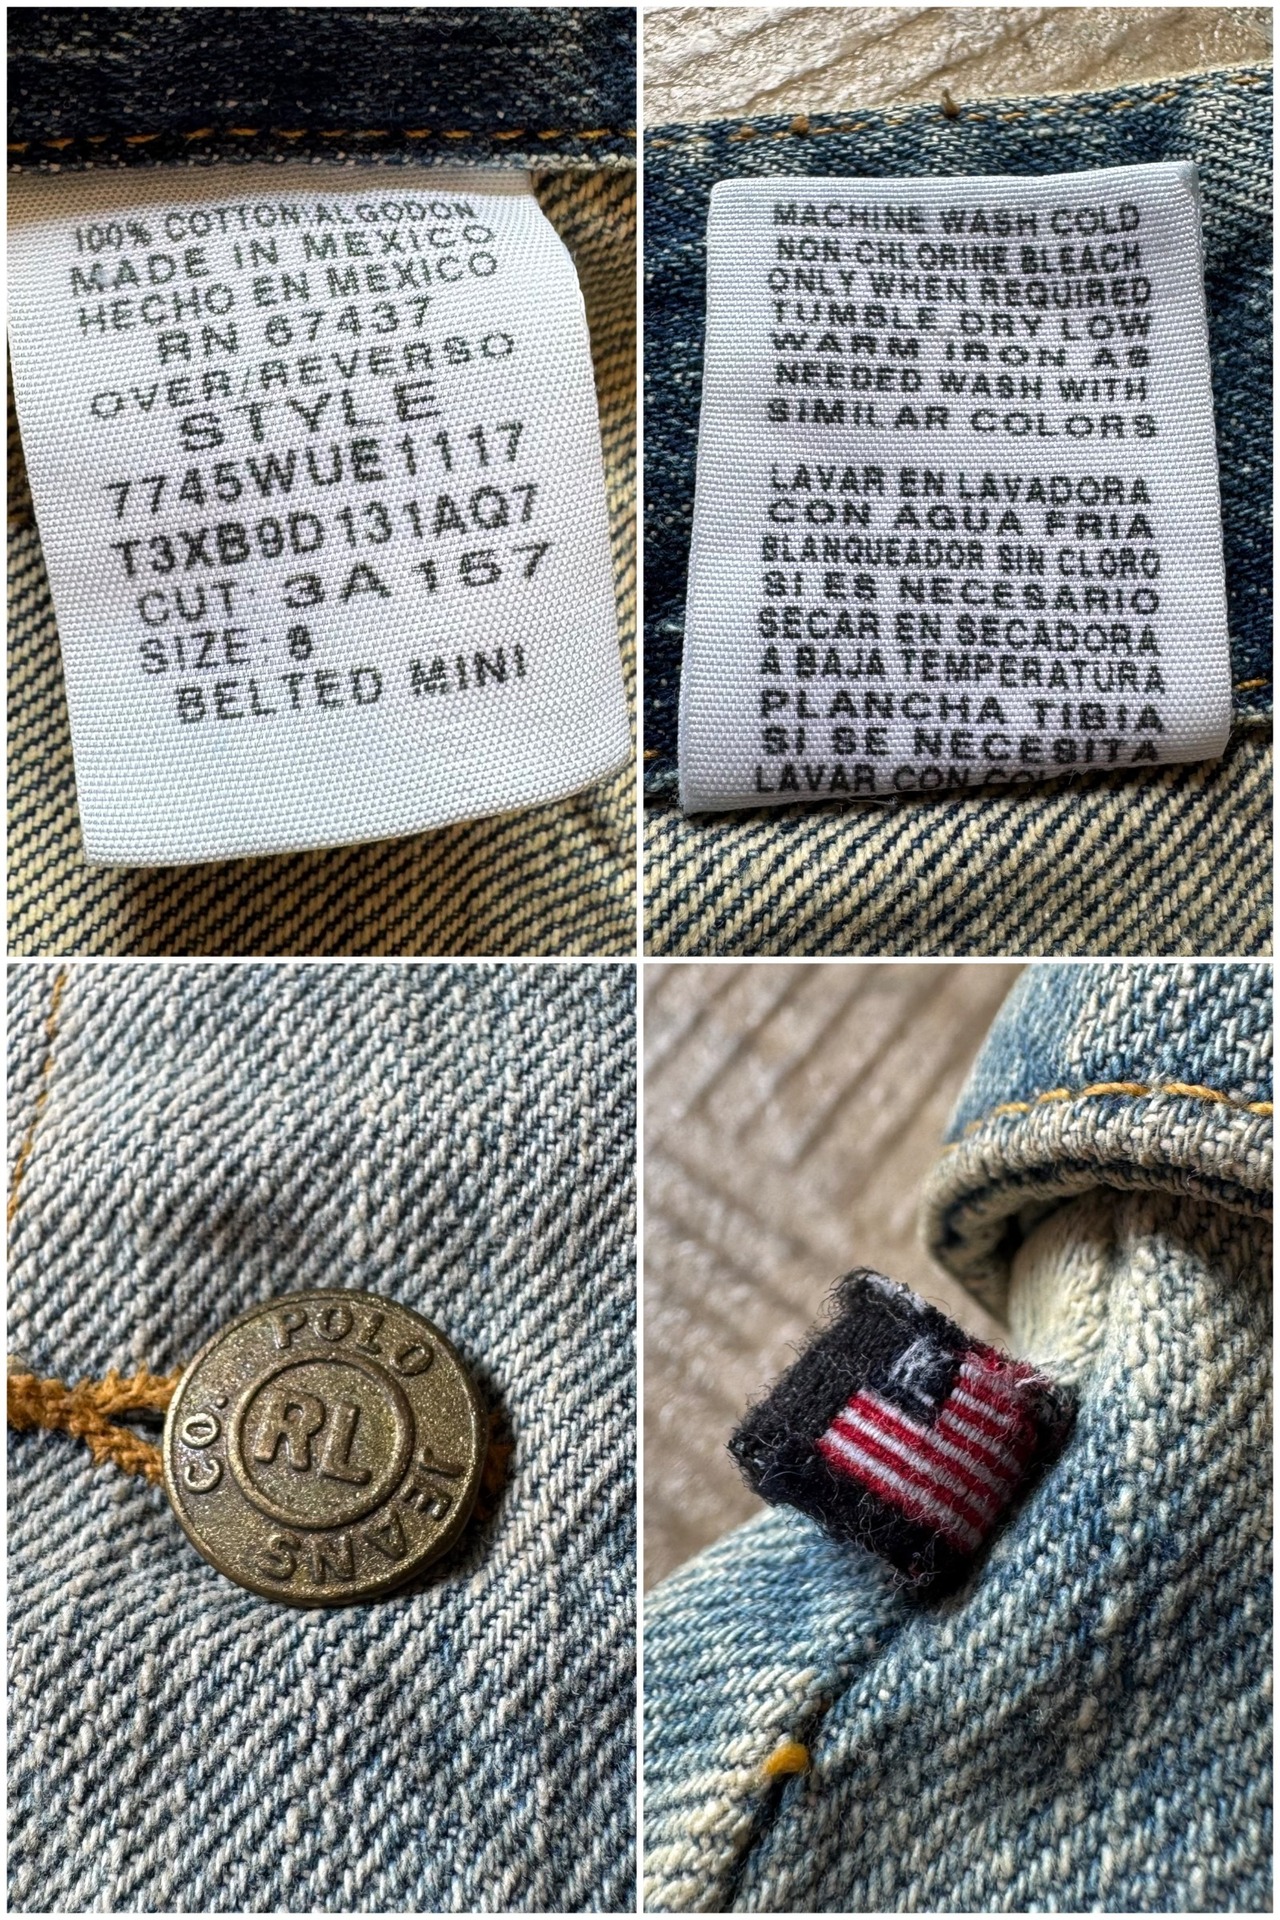 100% COTTON/ALGODON
MADE IN MEXICO
HECHO EN MEXICO
RN 67437
OVER/REVERSO
STYLE
7745WUE1117
T3XB9D131AQ7
CUT: 3A157
SIZE: 8
BELTED MINI
MACHINE WASH COLD
NON-CHLORINE BLEACH
ONLY WHEN REQUIRED
TUMBLE DRY LOW
WARM IRON AS
NEEDED WASH WITH
SIMILAR COLORS
LAVAR EN LAVADORA
CON AGUA FRIA
BLANQUEADOR SIN CLORO
SI ES NECESARIO
SECAR EN SECADORA
A BAJA TEMPERATURA
PLANCHA TIBIA
SI SE NECESITA
LAVAR CON
POLO JEANS CO.
RL